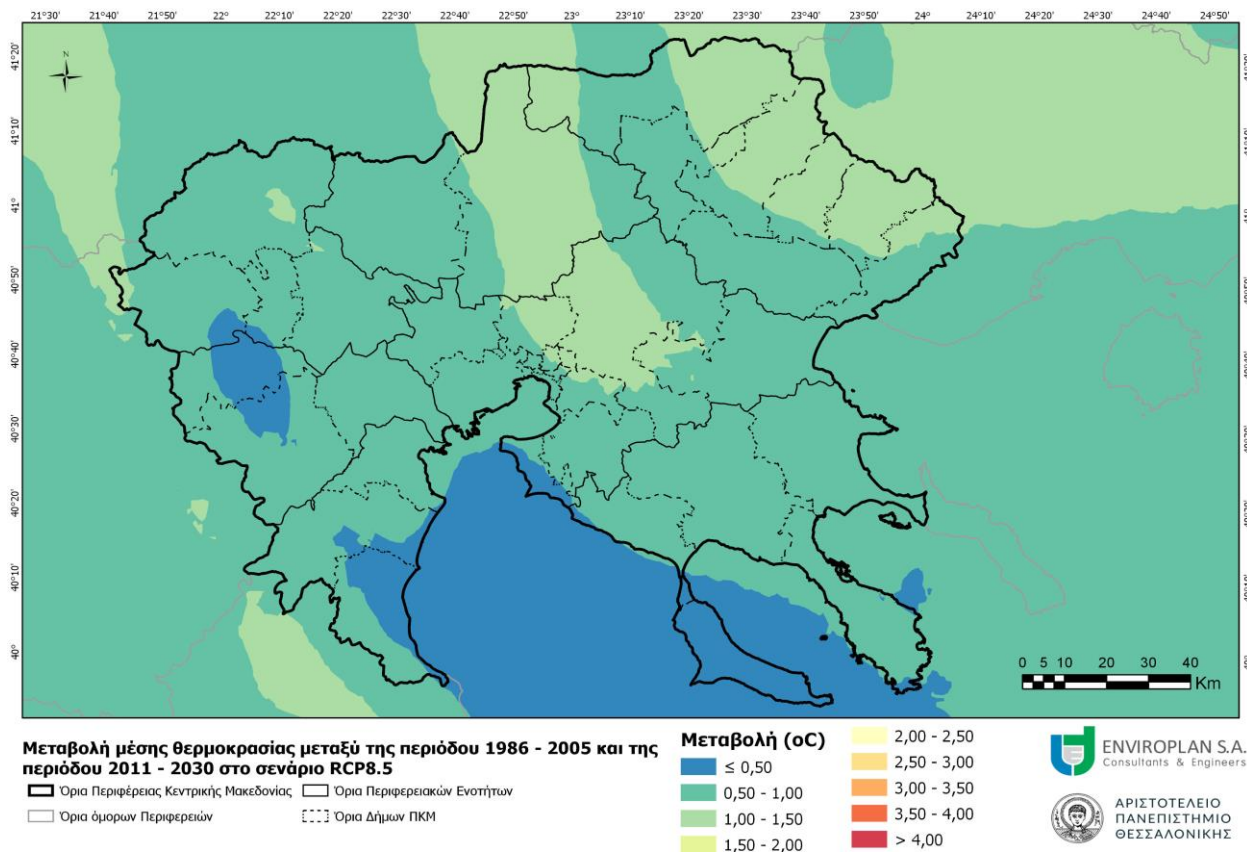 21°30' 21°40' 21°50' 22° 22°10' 22°20' 22°30' 22°40' 22°50' 23° 23°10' 23°20' 23°30' 23°40' 23°50' 24° 24°10' 24°20' 24°30' 24°40' 24°50'
41°20'
41°10'
41°
40°50'
40°40'
40°30'
40°20'
40°10'
40°
N
0 5 10 20 30 40
Km
Μεταβολή μέσης θερμοκρασίας μεταξύ της περιόδου 1986 - 2005 και της
περιόδου 2011 - 2030 στο σενάριο RCP8.5
Όρια Περιφέρειας Κεντρικής Μακεδονίας
Όρια Περιφερειακών Ενοτήτων
Όρια όμορων Περιφερειών
Όρια Δήμων ΠΚΜ
Μεταβολή (οC)
≤ 0,50
0,50 - 1,00
1,00 - 1,50
1,50 - 2,00
2,00 - 2,50
2,50 - 3,00
3,00 - 3,50
3,50 - 4,00
> 4,00
ENVIROPLAN S.A.
Consultants & Engineers
ΑΡΙΣΤΟΤΕΛΕΙΟ
ΠΑΝΕΠΙΣΤΗΜΙΟ
ΘΕΣΣΑΛΟΝΙΚΗΣ